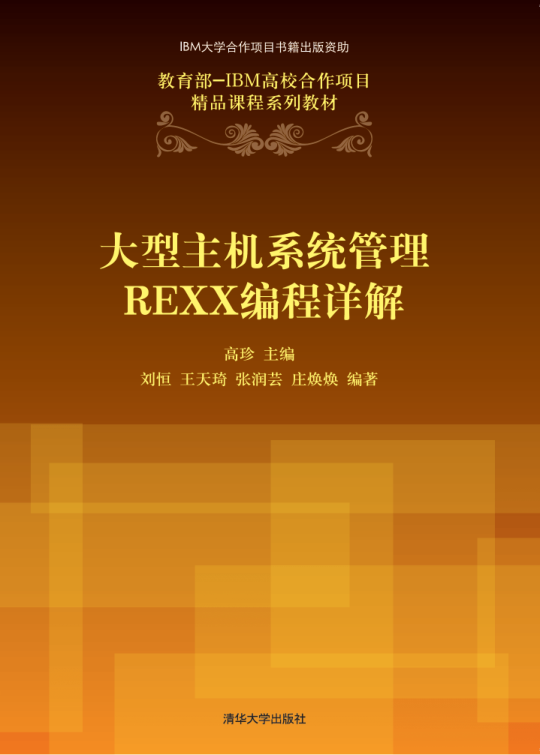 IBM大学合作项目书籍出版资助
教育部–IBM高校合作项目
精品课程系列教材
大型主机系统管理
REXX编程详解
高珍 主编
刘恒 王天琦 张润芸 庄焕焕 编著
清华大学出版社